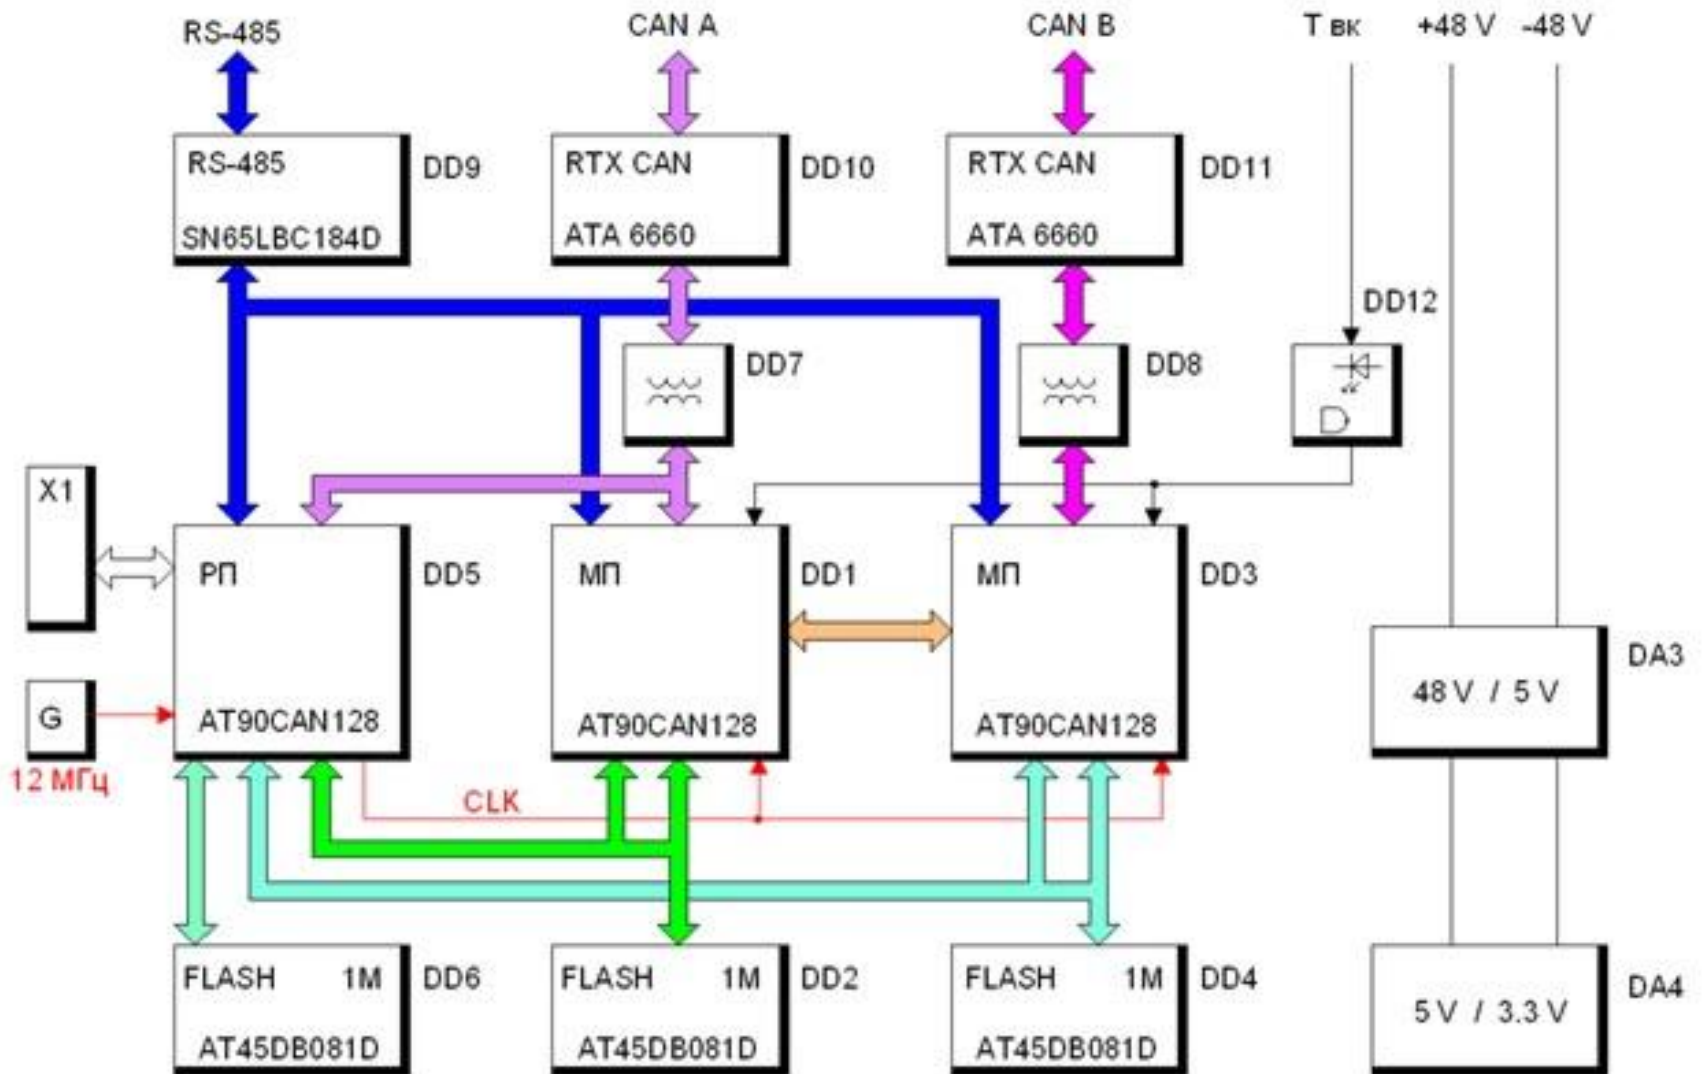 RS-485
CAN A
CAN B
Т вк
+48 V
-48 V
RS-485
SN65LBC184D
DD9
RTX CAN
ATA 6660
DD10
RTX CAN
ATA 6660
DD11
DD12
DD7
DD8
X1
РП
AT90CAN128
DD5
МП
AT90CAN128
DD1
МП
AT90CAN128
DD3
G
12 МГц
CLK
48 V / 5 V
DA3
FLASH 1M
AT45DB081D
DD6
FLASH 1M
AT45DB081D
DD2
FLASH 1M
AT45DB081D
DD4
5 V / 3.3 V
DA4